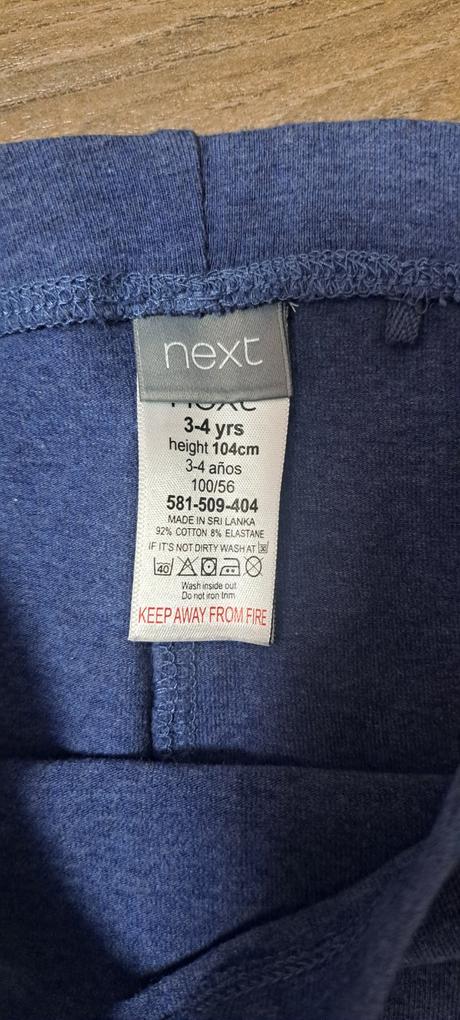 next
next
3-4 yrs
height 104cm
3-4 años
100/56
581-509-404
MADE IN SRI LANKA
92% COTTON 8% ELASTANE
IF IT'S NOT DIRTY WASH AT 30
40
Wash inside out
Do not iron trim
KEEP AWAY FROM FIRE